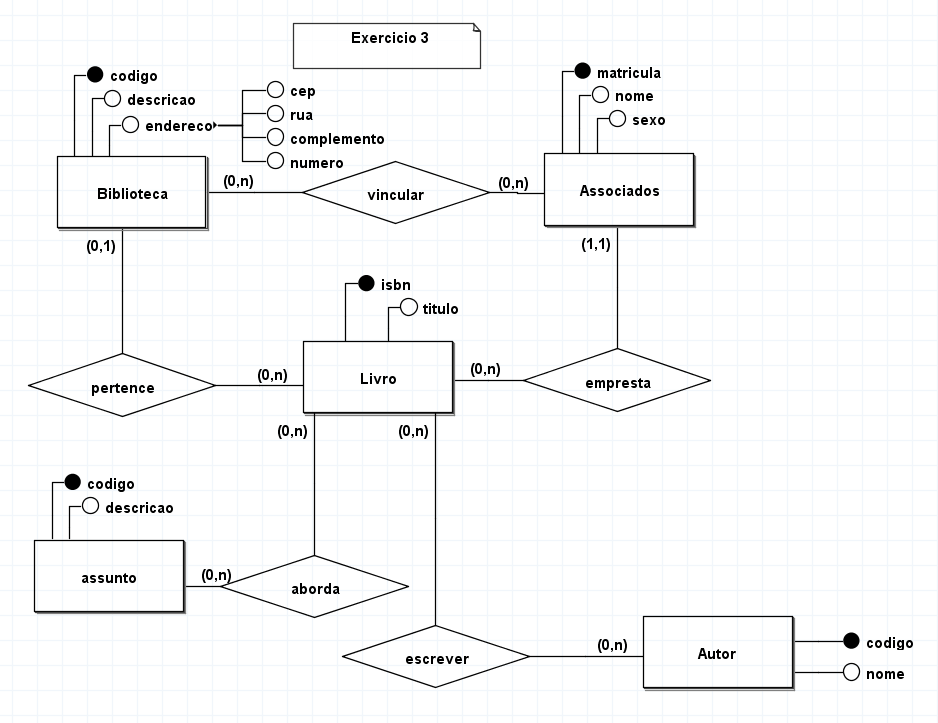 Exercicio 3
codigo
descricao
endereco
cep
rua
complemento
numero
matricula
nome
sexo
Biblioteca
(0,n)
vincular
(0,n)
Associados
(0,1)
(1,1)
isbn
titulo
pertence
(0,n)
Livro
(0,n)
empresta
(0,n)
(0,n)
codigo
descricao
assunto
(0,n)
aborda
escrever
(0,n)
Autor
codigo
nome